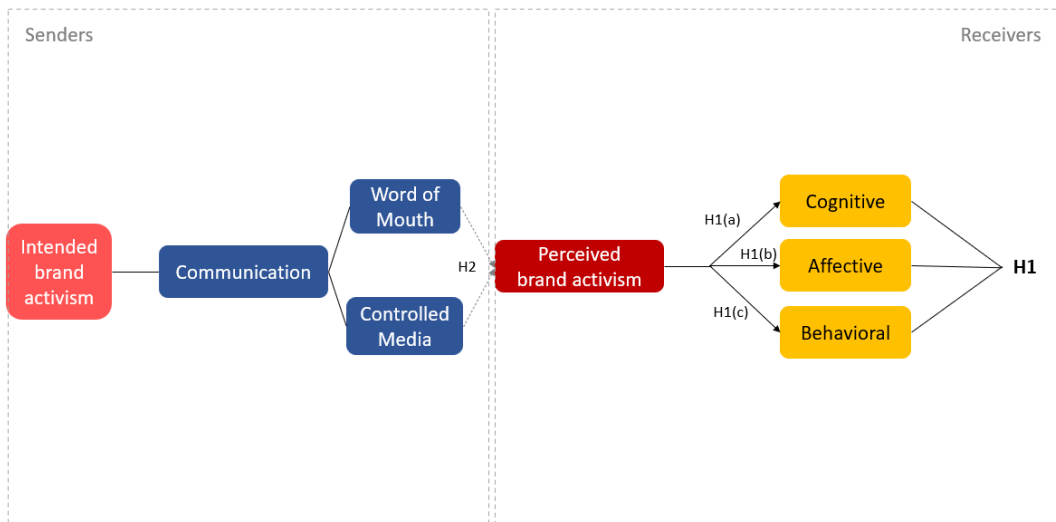 Senders
Receivers
Intended
brand
activism
Communication
Word of
Mouth
Controlled
Media
H2
Perceived
brand activism
H1(a)
H1(b)
H1(c)
Cognitive
Affective
Behavioral
H1